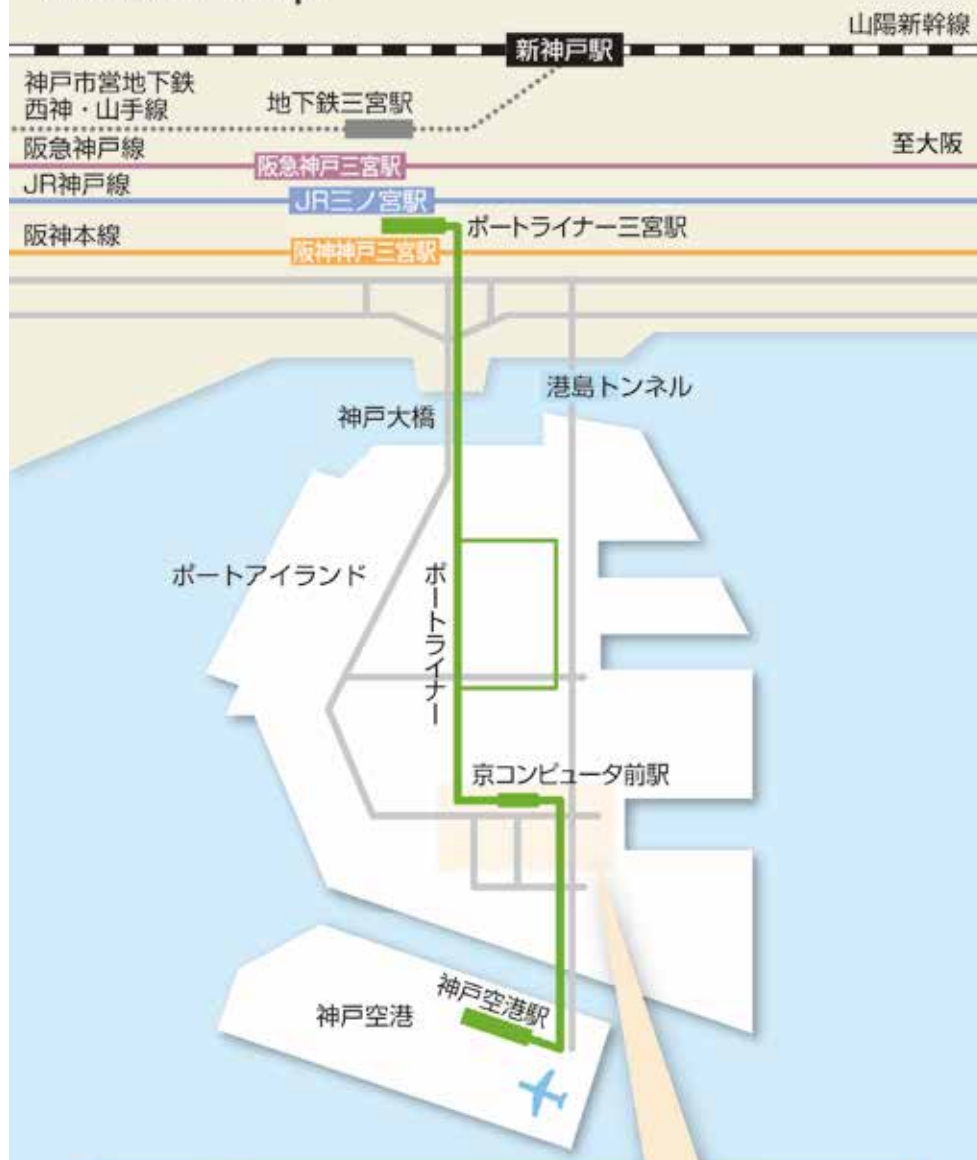 山陽新幹線
新神戸駅
神戸市営地下鉄
西神・山手線
地下鉄三宮駅
阪急神戸線
至大阪
阪急神戸三宮駅
JR神戸線
JR三ノ宮駅
ポートライナー三宮駅
阪神本線
阪神神戸三宮駅
港島トンネル
神戸大橋
ポートアイランド
ポートライナー
京コンピュータ前駅
神戸空港駅
神戸空港